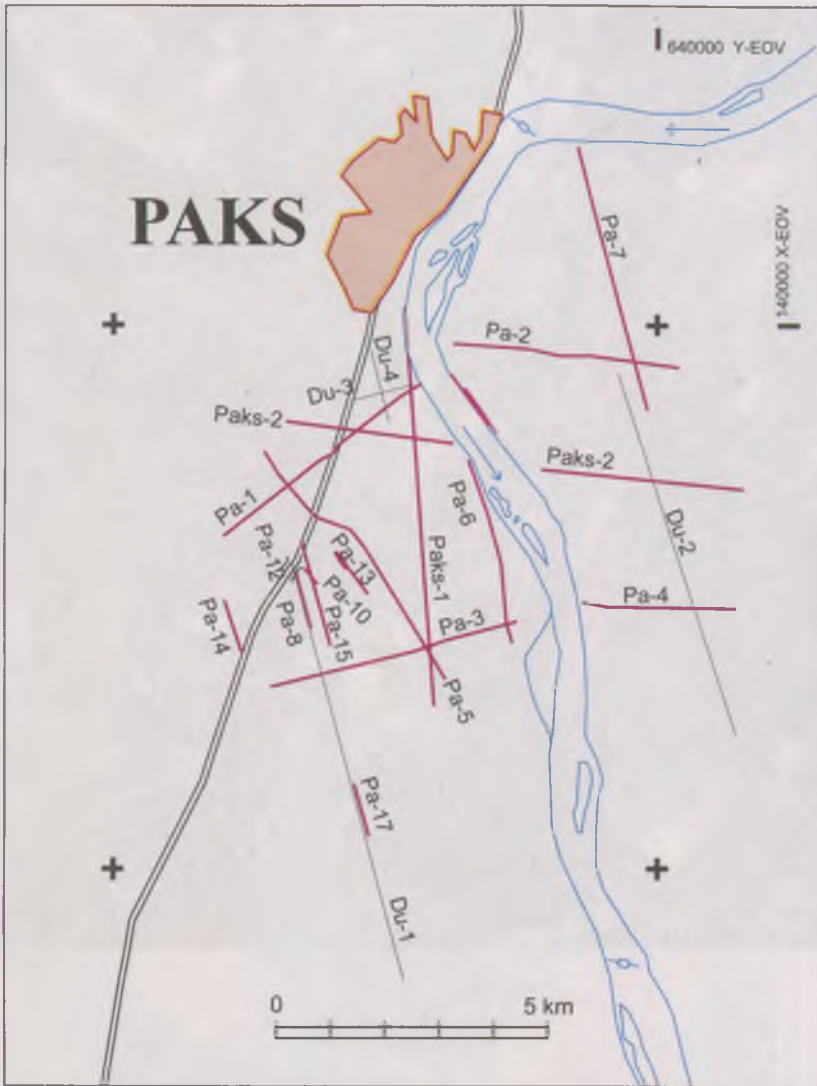 640000 Y-EOV
PAKS
Pa-7
140000 X-EOV
Pa-2
Du-4
Du-3
Paks-2
Paks-2
Pa-1
Pa-6
Du-2
Pa-12
Pa-13
Paks-1
Pa-10
Pa-4
Pa-14
Pa-8
Pa-15
Pa-3
Pa-5
Pa-17
Du-1
0 5 km